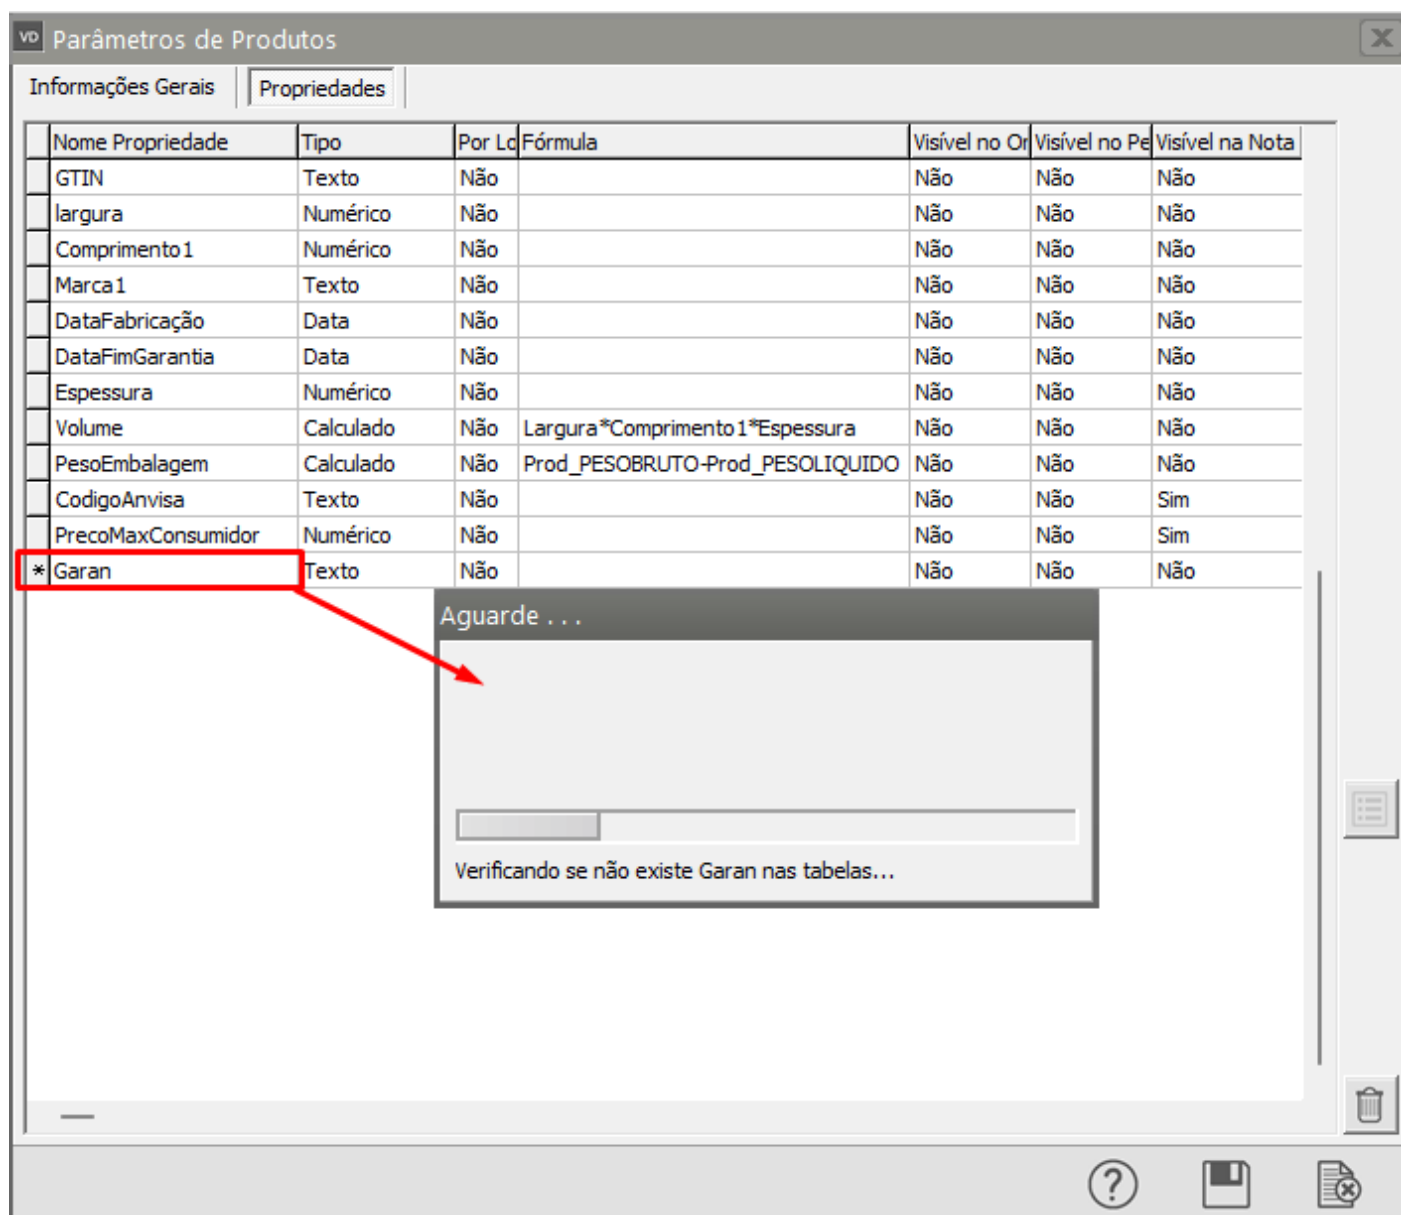 VD Parâmetros de Produtos
Informações Gerais Propriedades
Nome Propriedade Tipo Por Lo Fórmula Visível no Or Visível no Pe Visível na Nota
GTIN Texto Não Não Não Não
largura Numérico Não Não Não Não
Comprimento1 Numérico Não Não Não Não
Marca1 Texto Não Não Não Não
DataFabricação Data Não Não Não Não
DataFimGarantia Data Não Não Não Não
Espessura Numérico Não Não Não Não
Volume Calculado Não Largura*Comprimento1*Espessura Não Não Não
PesoEmbalagem Calculado Não Prod_PESOBRUTO-Prod_PESOLIQUIDO Não Não Não
CodigoAnvisa Texto Não Não Não Sim
PrecoMaxConsumidor Numérico Não Não Não Sim
* Garan Texto Não Não Não Não
Aguarde . . .
Verificando se não existe Garan nas tabelas...